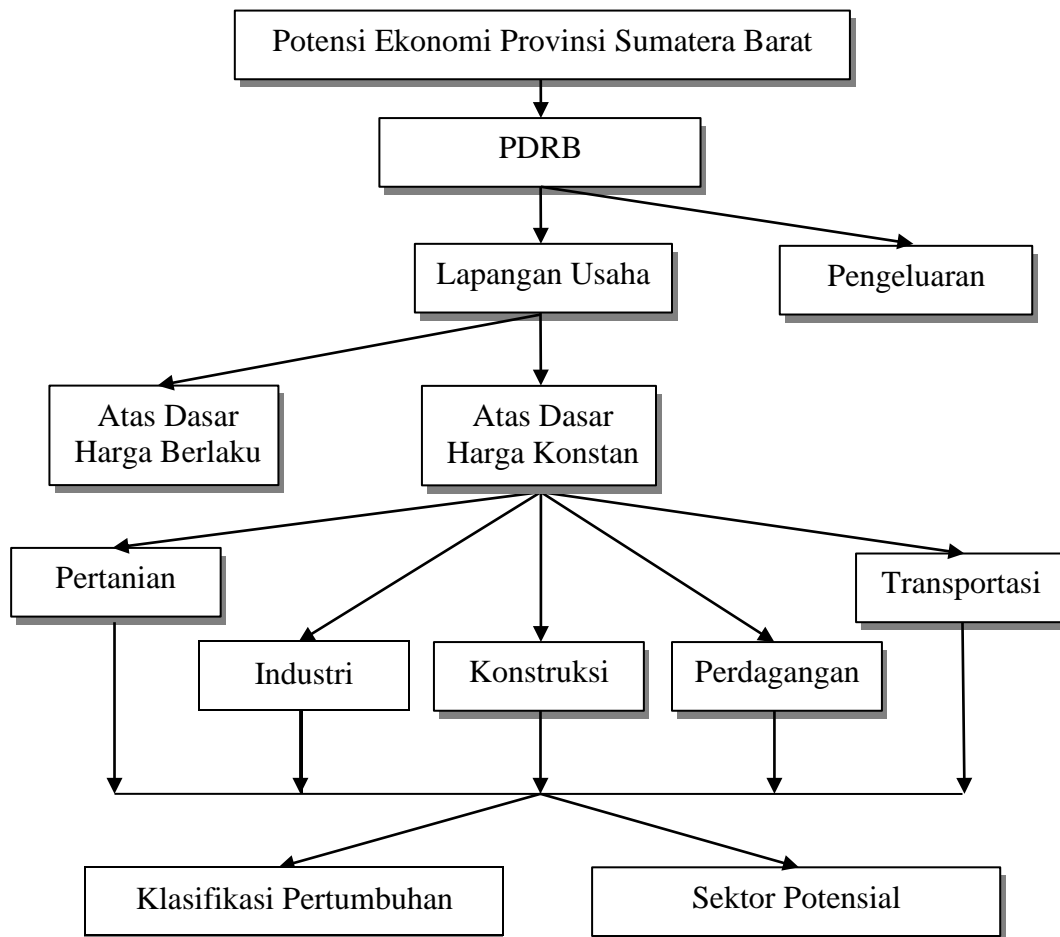 Potensi Ekonomi Provinsi Sumatera Barat
PDRB
Lapangan Usaha
Pengeluaran
Atas Dasar
Harga Berlaku
Atas Dasar
Harga Konstan
Pertanian
Industri
Konstruksi
Perdagangan
Transportasi
Klasifikasi Pertumbuhan
Sektor Potensial